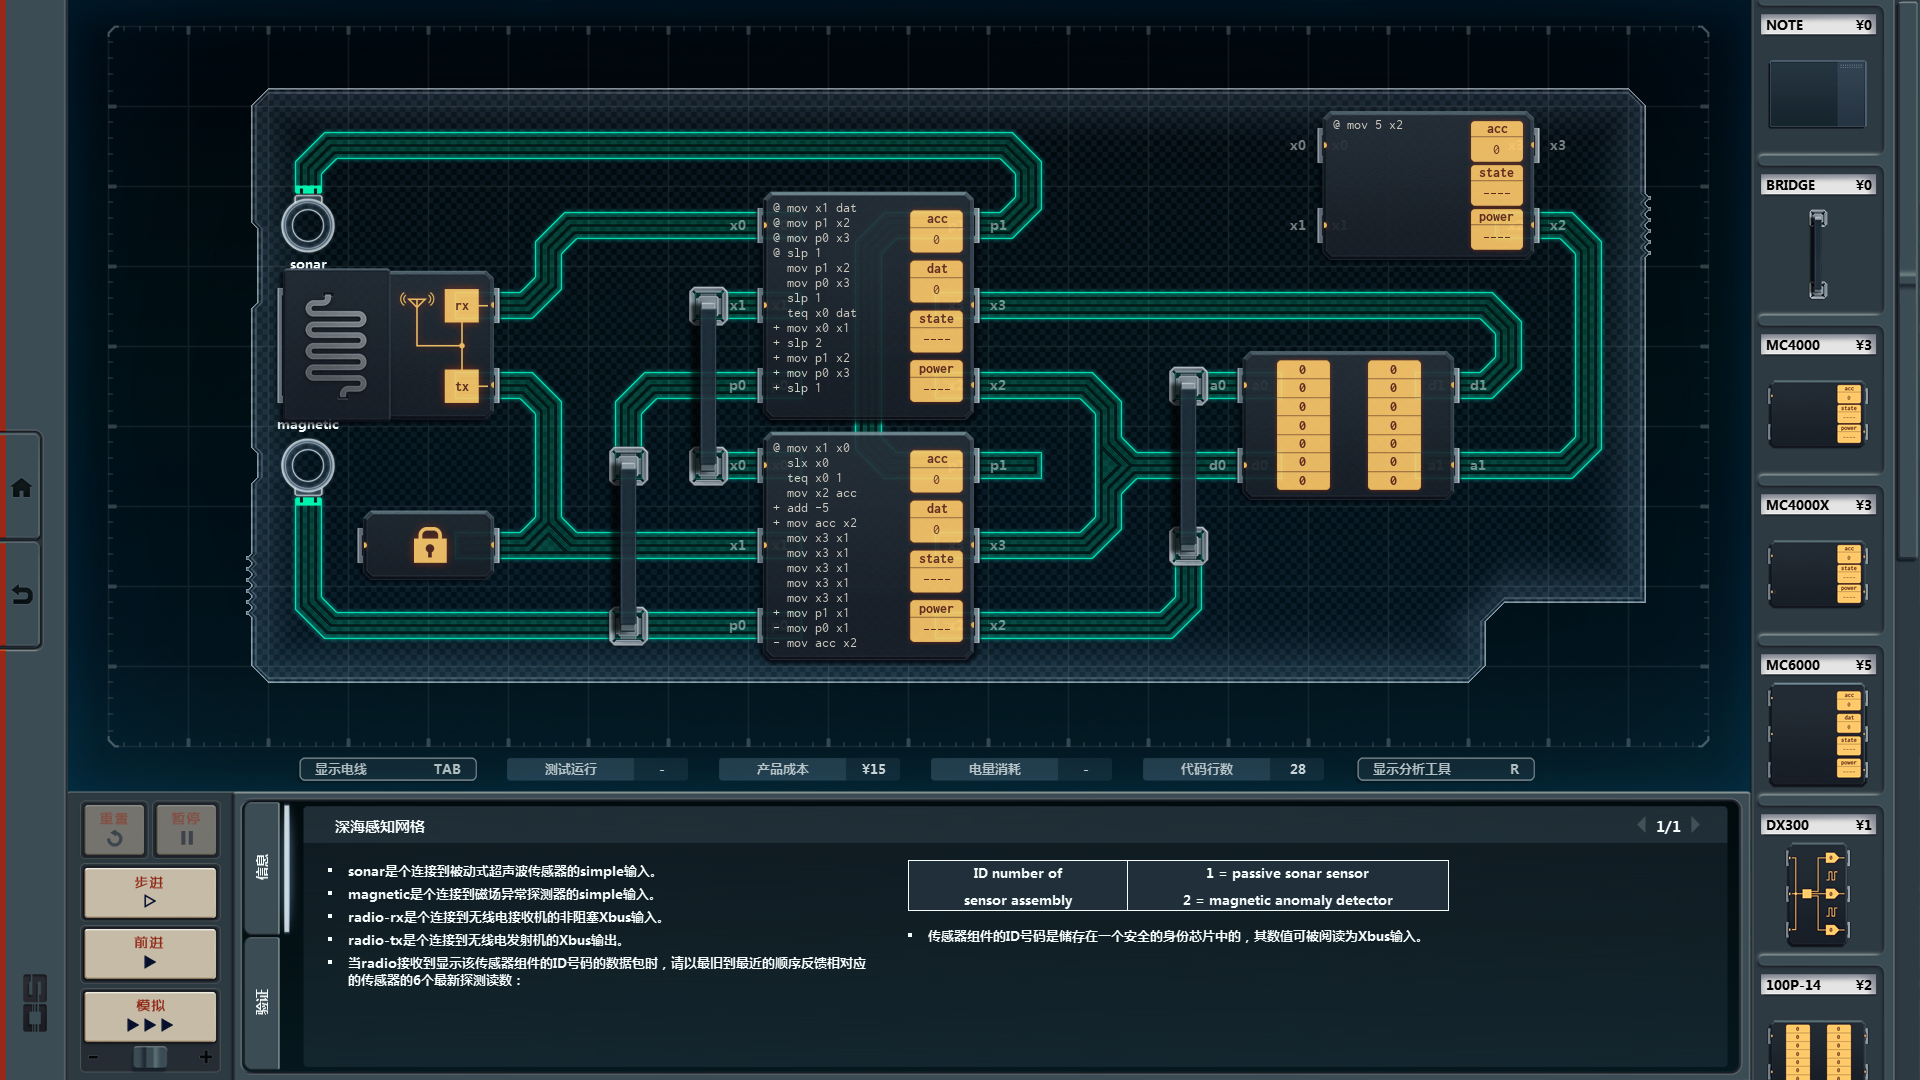 NOTE ¥0
@ mov 5 x2
acc
0
state
----
power
----
x0
x3
x1
x2
BRIDGE ¥0
sonar
@ mov x1 dat
@ mov p1 x2
@ mov p0 x3
@ slp 1
mov p1 x2
mov p0 x3
slp 1
teq x0 dat
+ mov x0 x1
+ slp 2
+ mov p1 x2
+ mov p0 x3
+ slp 1
acc
0
dat
0
state
----
power
----
x0
p1
x1
x3
p0
x2
rx
tx
MC4000 ¥3
acc
0
state
----
power
----
a0
d1
d0
a1
0 0
0 0
0 0
0 0
0 0
0 0
0 0
magnetic
@ mov x1 x0
slx x0
teq x0 1
mov x2 acc
+ add -5
+ mov acc x2
mov x3 x1
mov x3 x1
mov x3 x1
mov x3 x1
mov x3 x1
+ mov p1 x1
- mov p0 x1
- mov acc x2
acc
0
dat
0
state
----
power
----
x0
p1
x1
x3
p0
x2
MC4000X ¥3
acc
0
state
----
power
----
MC6000 ¥5
acc
0
dat
0
state
----
power
----
显示电线 TAB
测试运行 -
产品成本 ¥15
电量消耗 -
代码行数 28
显示分析工具 R
DX300 ¥1
100P-14 ¥2
重置
暂停
步进
前进
模拟
- +
信息
验证
深海感知网格
1/1
▪ sonar是个连接到被动式超声波传感器的simple输入。
▪ magnetic是个连接到磁场异常探测器的simple输入。
▪ radio-rx是个连接到无线电接收机的非阻塞Xbus输入。
▪ radio-tx是个连接到无线电发射机的Xbus输出。
▪ 当radio接收到显示该传感器组件的ID号码的数据包时，请以最旧到最近的顺序反馈相对应
的传感器的6个最新探测读数：
ID number of
sensor assembly
1 = passive sonar sensor
2 = magnetic anomaly detector
▪ 传感器组件的ID号码是储存在一个安全的身份芯片中的，其数值可被阅读为Xbus输入。